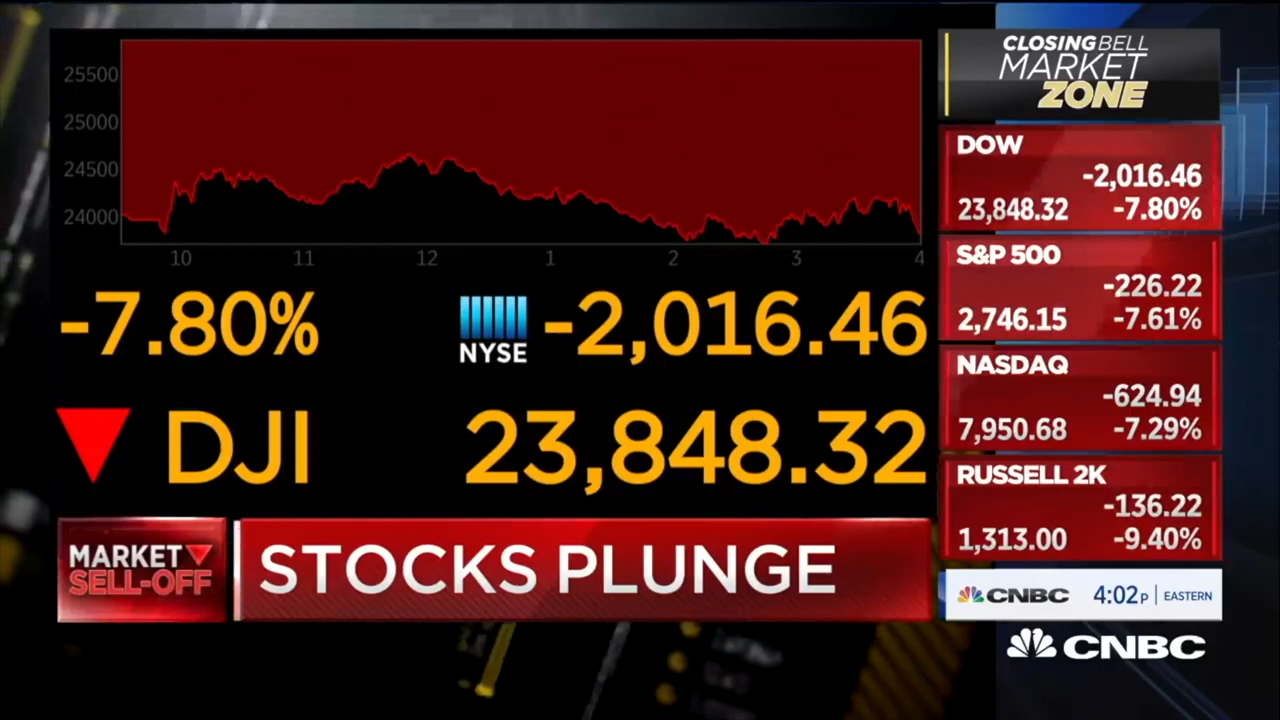 25500
25000
24500
24000
10 11 12 1 2 3 4
-7.80% NYSE -2,016.46
DJI 23,848.32
MARKET
SELL-OFF
STOCKS PLUNGE
CLOSING BELL
MARKET
ZONE
DOW
-2,016.46
23,848.32 -7.80%
S&P 500
-226.22
2,746.15 -7.61%
NASDAQ
-624.94
7,950.68 -7.29%
RUSSELL 2K
-136.22
1,313.00 -9.40%
CNBC 4:02P EASTERN
CNBC